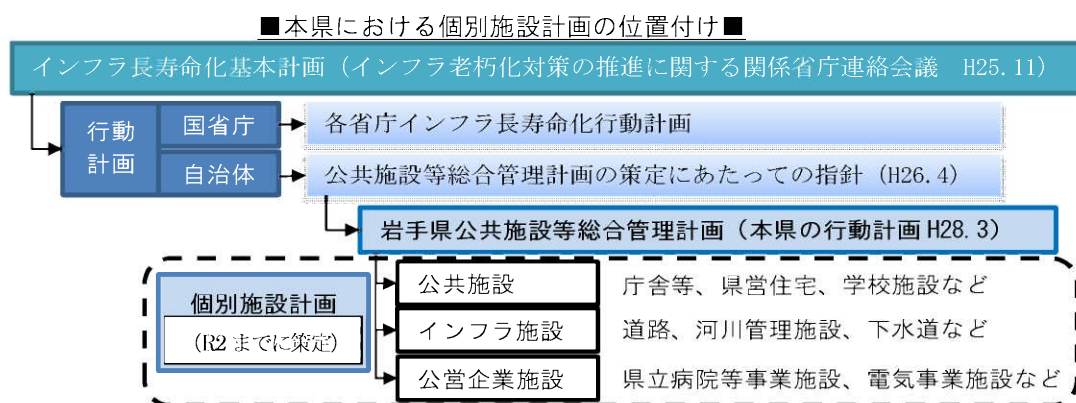 ■本県における個別施設計画の位置付け■
インフラ長寿命化基本計画（インフラ老朽化対策の推進に関する関係省庁連絡会議　H25.11）
行動
計画
国省庁
各省庁インフラ長寿命化行動計画
自治体
公共施設等総合管理計画の策定にあたっての指針（H26.4）
岩手県公共施設等総合管理計画（本県の行動計画 H28.3）
個別施設計画
（R2 までに策定）
公共施設
庁舎等、県営住宅、学校施設など
インフラ施設
道路、河川管理施設、下水道など
公営企業施設
県立病院等事業施設、電気事業施設など